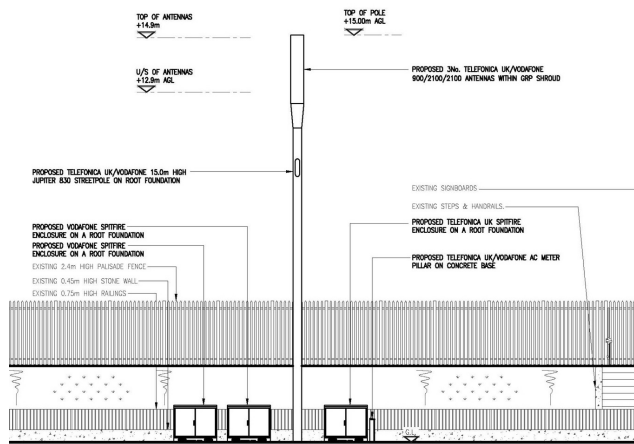 TOP OF ANTENNAS
+14.9m
TOP OF POLE
+15.00m AGL
U/S OF ANTENNAS
+12.9m AGL
PROPOSED 3No. TELEFONICA UK/VODAFONE
900/2100/2100 ANTENNAS WITHIN GRP SHROUD
PROPOSED TELEFONICA UK/VODAFONE 15.0m HIGH
JUPITER 830 STREETPOLE ON ROOT FOUNDATION
EXISTING SIGNBOARDS
EXISTING STEPS & HANDRAILS.
PROPOSED TELEFONICA UK SPITFIRE
ENCLOSURE ON A ROOT FOUNDATION
PROPOSED VODAFONE SPITFIRE
ENCLOSURE ON A ROOT FOUNDATION
PROPOSED VODAFONE SPITFIRE
ENCLOSURE ON A ROOT FOUNDATION
PROPOSED TELEFONICA UK/VODAFONE AC METER
PILLAR ON CONCRETE BASE
EXISTING 2.4m HIGH PALISADE FENCE
EXISTING 0.45m HIGH STONE WALL
EXISTING 0.75m HIGH RAILINGS
G.L.